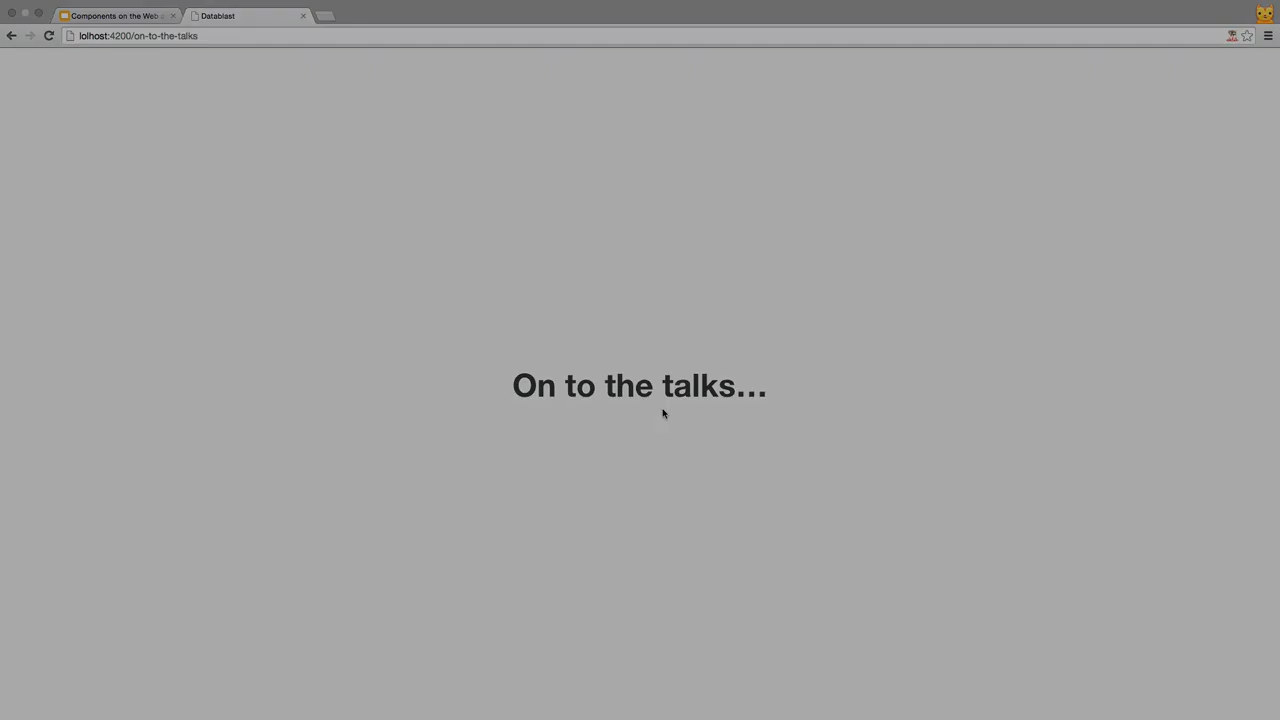 Components on the Web a
Datablast
lolhost:4200/on-to-the-talks
On to the talks...